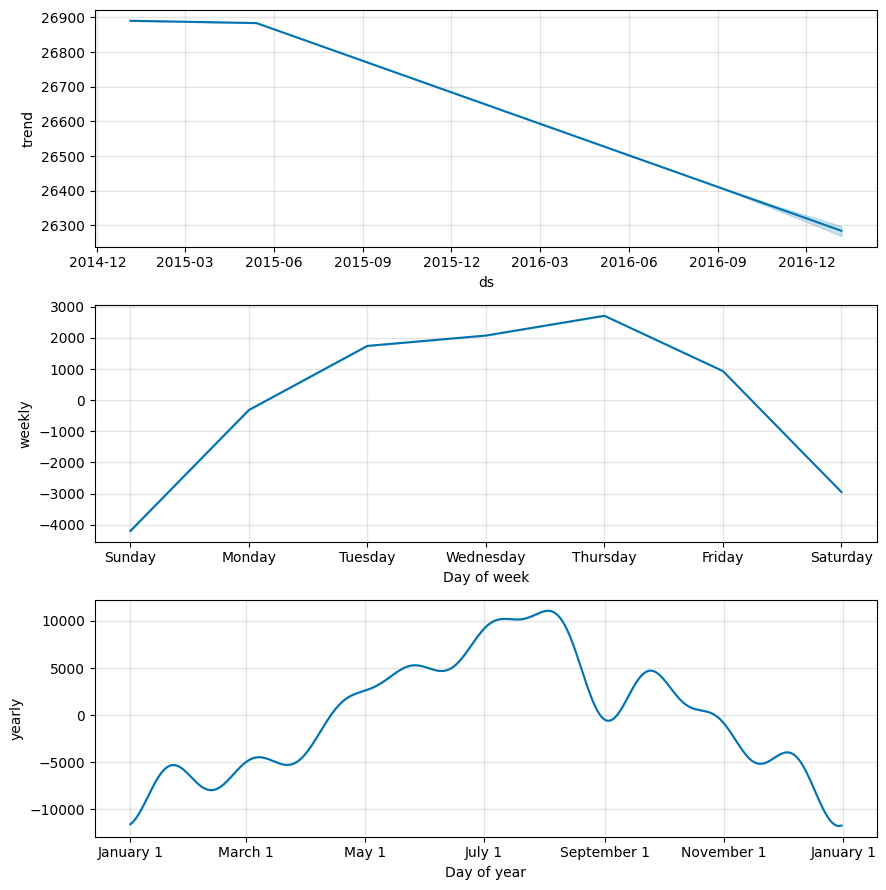 26900
26800
26700
26600
26500
26400
26300
trend
2014-12 2015-03 2015-06 2015-09 2015-12 2016-03 2016-06 2016-09 2016-12
ds
3000
2000
1000
0
−1000
−2000
−3000
−4000
weekly
Sunday Monday Tuesday Wednesday Thursday Friday Saturday
Day of week
10000
5000
0
−5000
−10000
yearly
January 1 March 1 May 1 July 1 September 1 November 1 January 1
Day of year